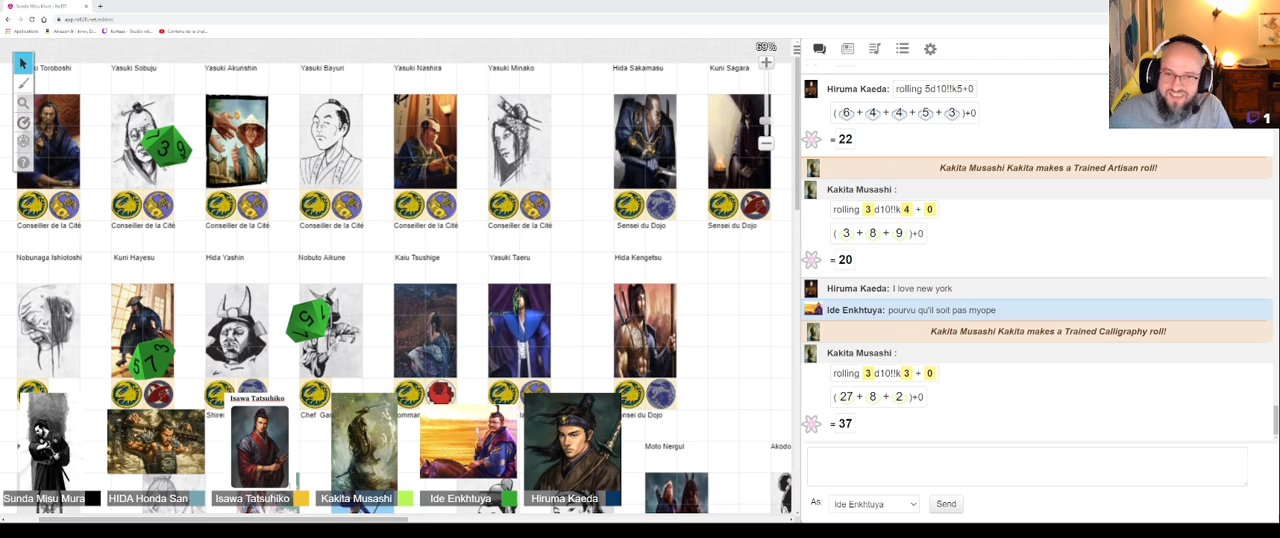 Sunda Misu Mura | Roll20
app.roll20.net/editor/
Applications
Contenu de la chat...
69%
Yasuki Sobuju
Yasuki Akunshin
Yasuki Bayuri
Yasuki Nashira
Yasuki Minako
Hida Sakamasu
Kuni Sagara
Conseiller de la Cité
Conseiller de la Cité
Conseiller de la Cité
Conseiller de la Cité
Conseiller de la Cité
Conseiller de la Cité
Sensei du Dojo
Sensei du Dojo
Nobunaga Ishiotoshi
Kuni Hayesu
Hida Yashin
Nobuto Aikune
Kaiu Tsushige
Yasuki Taeru
Hida Kengetsu
Isawa Tatsuhiko
Moto Nergul
Akodo
Sunda Misu Mura
HIDA Honda San
Isawa Tatsuhiko
Kakita Musashi
Ide Enkhtuya
Hiruma Kaeda
Hiruma Kaeda: rolling 5d10!!k5+0
(6+4+4+5+3)+0
= 22
Kakita Musashi Kakita makes a Trained Artisan roll!
Kakita Musashi :
rolling 3 d10!!k 4 + 0
(3 + 8 + 9)+0
= 20
Hiruma Kaeda: I love new york
Ide Enkhtuya: pourvu qu'il soit pas myope
Kakita Musashi Kakita makes a Trained Calligraphy roll!
Kakita Musashi :
rolling 3 d10!!k 3 + 0
(27 + 8 + 2)+0
= 37
As: Ide Enkhtuya
Send
1